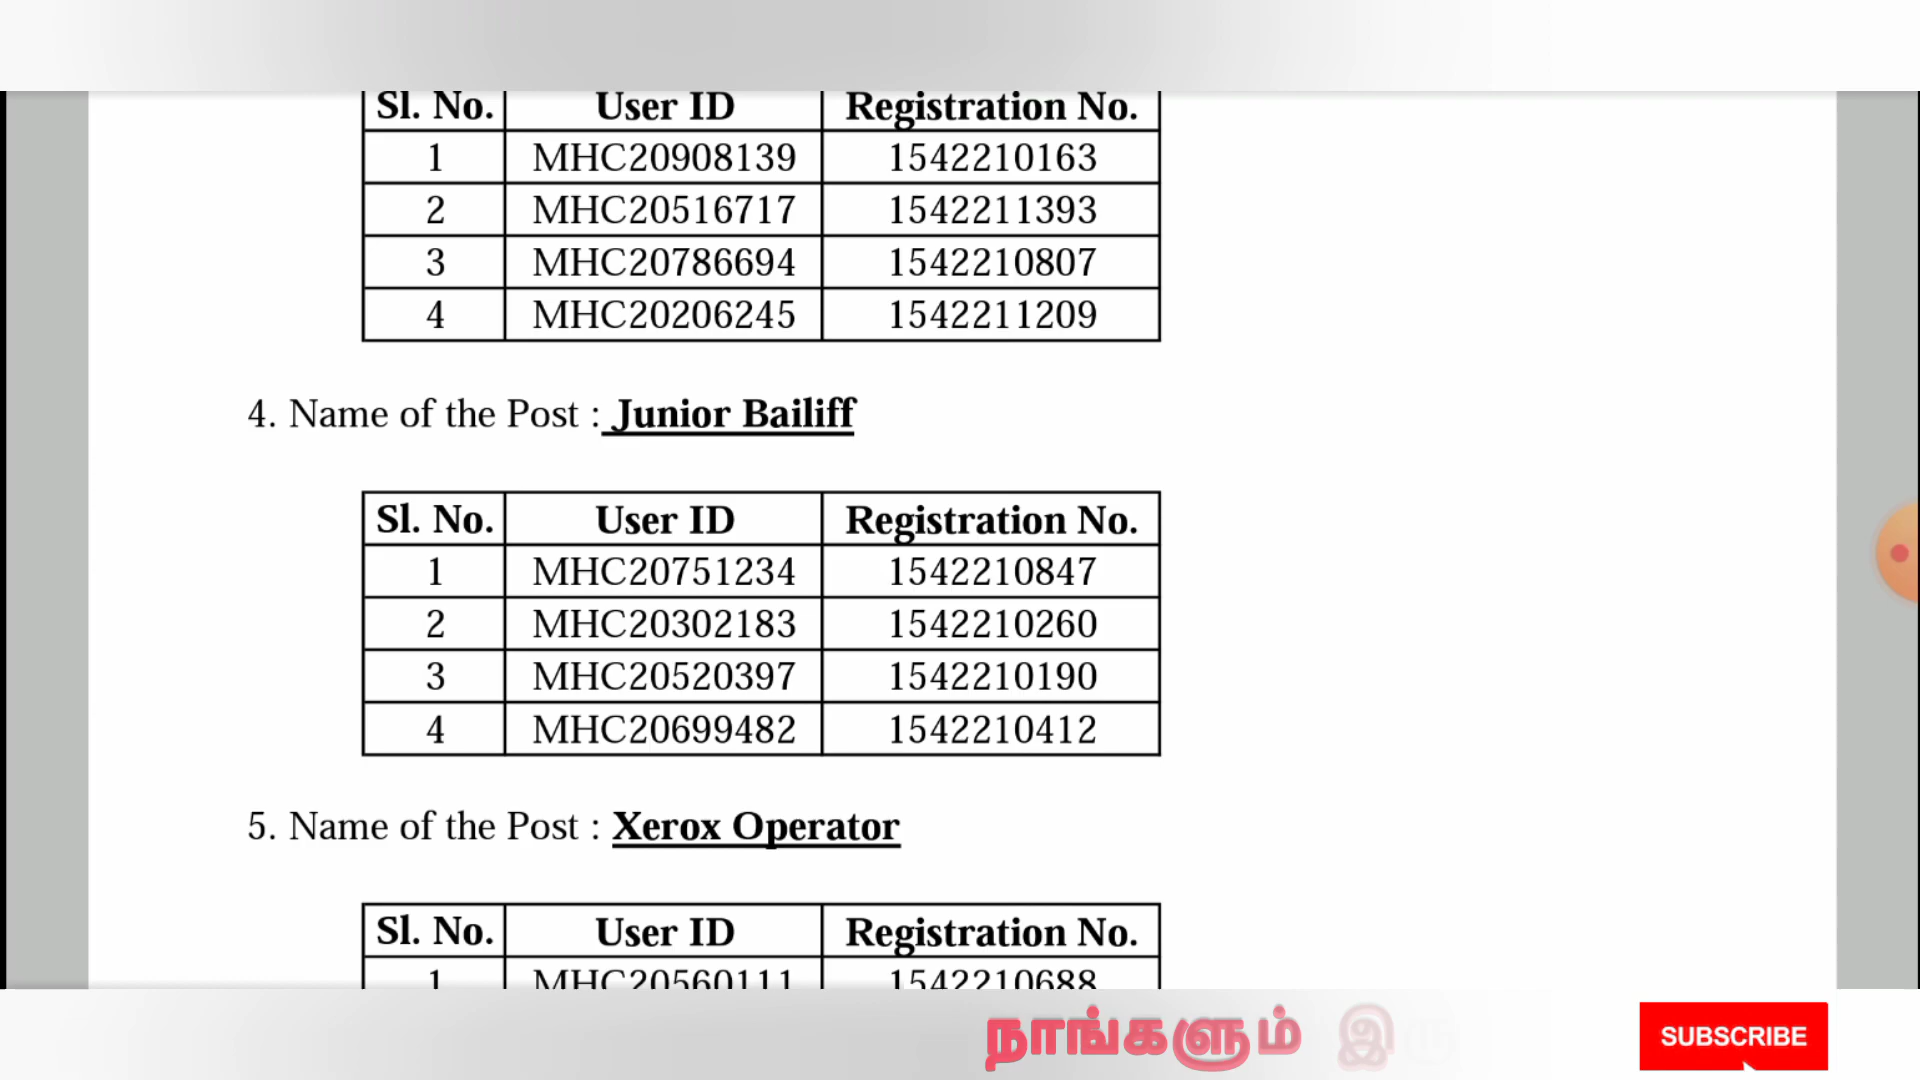 Sl. No. User ID Registration No.
1 MHC20908139 1542210163
2 MHC20516717 1542211393
3 MHC20786694 1542210807
4 MHC20206245 1542211209
4. Name of the Post : Junior Bailiff
Sl. No. User ID Registration No.
1 MHC20751234 1542210847
2 MHC20302183 1542210260
3 MHC20520397 1542210190
4 MHC20699482 1542210412
5. Name of the Post : Xerox Operator
Sl. No. User ID Registration No.
1 MHC20560111 1542210688
நாங்களும்
SUBSCRIBE